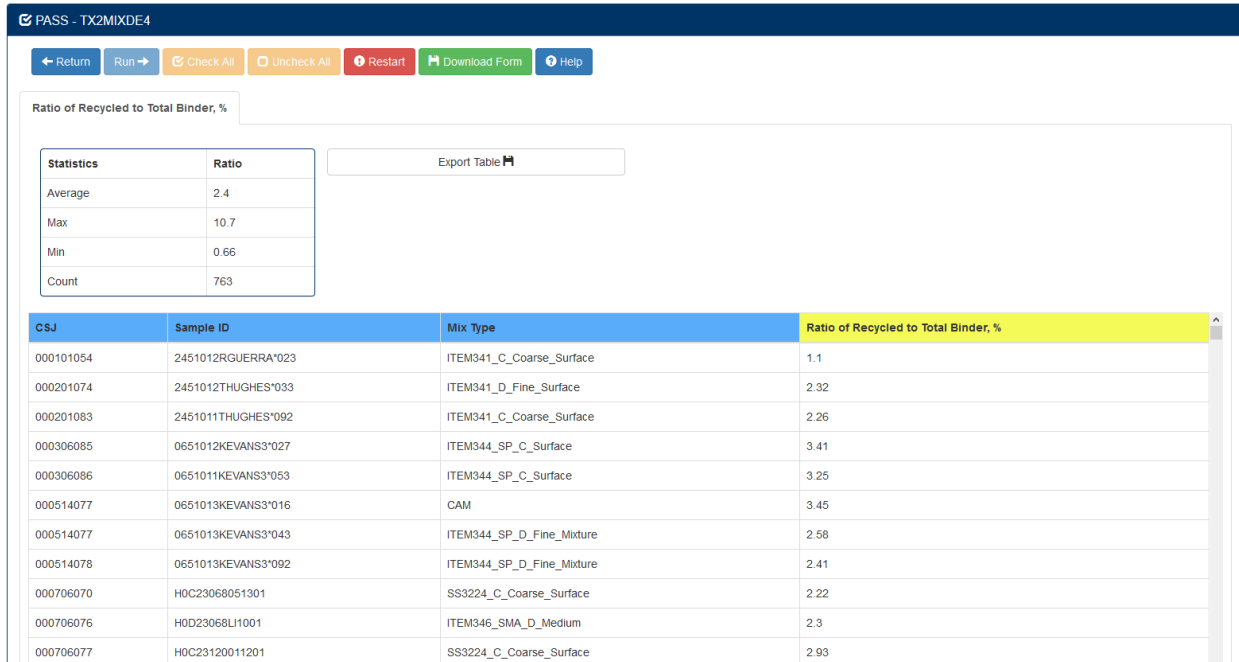 PASS - TX2MIXDE4
Return Run Check All Uncheck All Restart Download Form Help
Ratio of Recycled to Total Binder, %
Statistics Ratio
Average 2.4
Max 10.7
Min 0.66
Count 763
Export Table
CSJ Sample ID Mix Type Ratio of Recycled to Total Binder, %
000101054 2451012RGUERRA*023 ITEM341_C_Coarse_Surface 1.1
000201074 2451012THUGHES*033 ITEM341_D_Fine_Surface 2.32
000201083 2451011THUGHES*092 ITEM341_C_Coarse_Surface 2.26
000306085 0651012KEVANS3*027 ITEM344_SP_C_Surface 3.41
000306086 0651011KEVANS3*053 ITEM344_SP_C_Surface 3.25
000514077 0651013KEVANS3*016 CAM 3.45
000514077 0651013KEVANS3*043 ITEM344_SP_D_Fine_Mixture 2.58
000514078 0651013KEVANS3*092 ITEM344_SP_D_Fine_Mixture 2.41
000706070 H0C23068051301 SS3224_C_Coarse_Surface 2.22
000706076 H0D23068LI1001 ITEM346_SMA_D_Medium 2.3
000706077 H0C23120011201 SS3224_C_Coarse_Surface 2.93